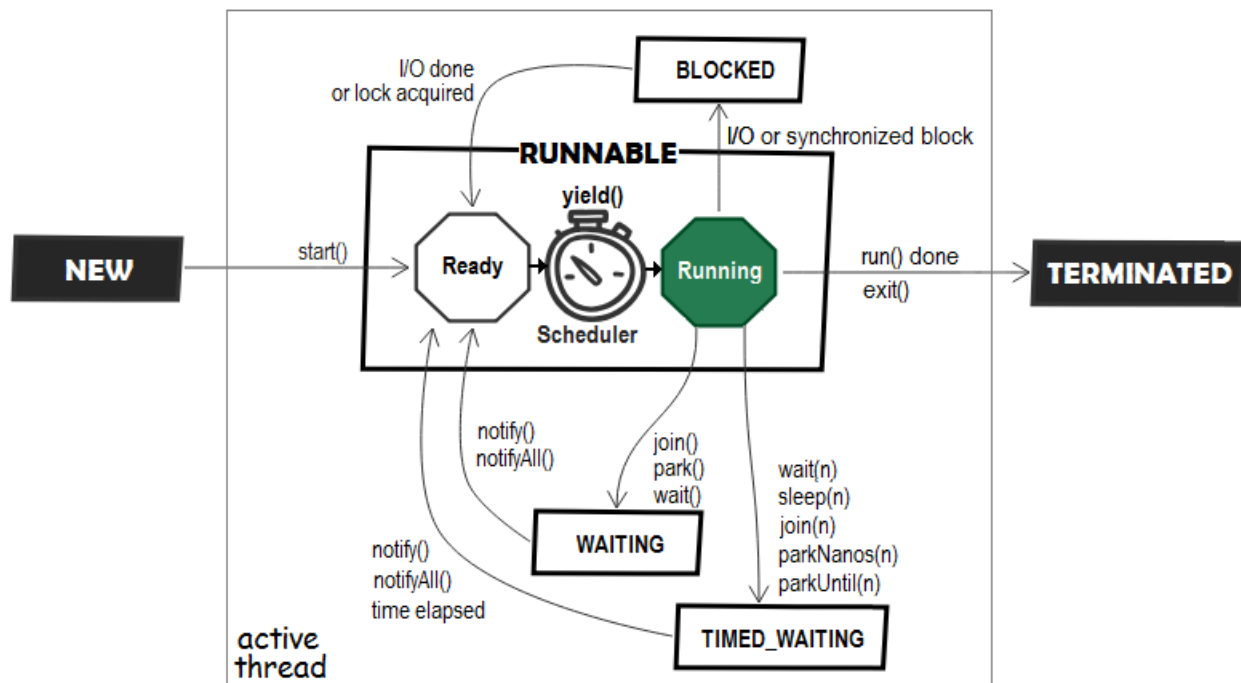 BLOCKED
I/O done
or lock acquired
I/O or synchronized block
RUNNABLE
yield()
NEW
start()
Ready
Running
Scheduler
run() done
exit()
TERMINATED
notify()
notifyAll()
join()
park()
wait()
wait(n)
sleep(n)
join(n)
parkNanos(n)
parkUntil(n)
WAITING
notify()
notifyAll()
time elapsed
TIMED_WAITING
active
thread